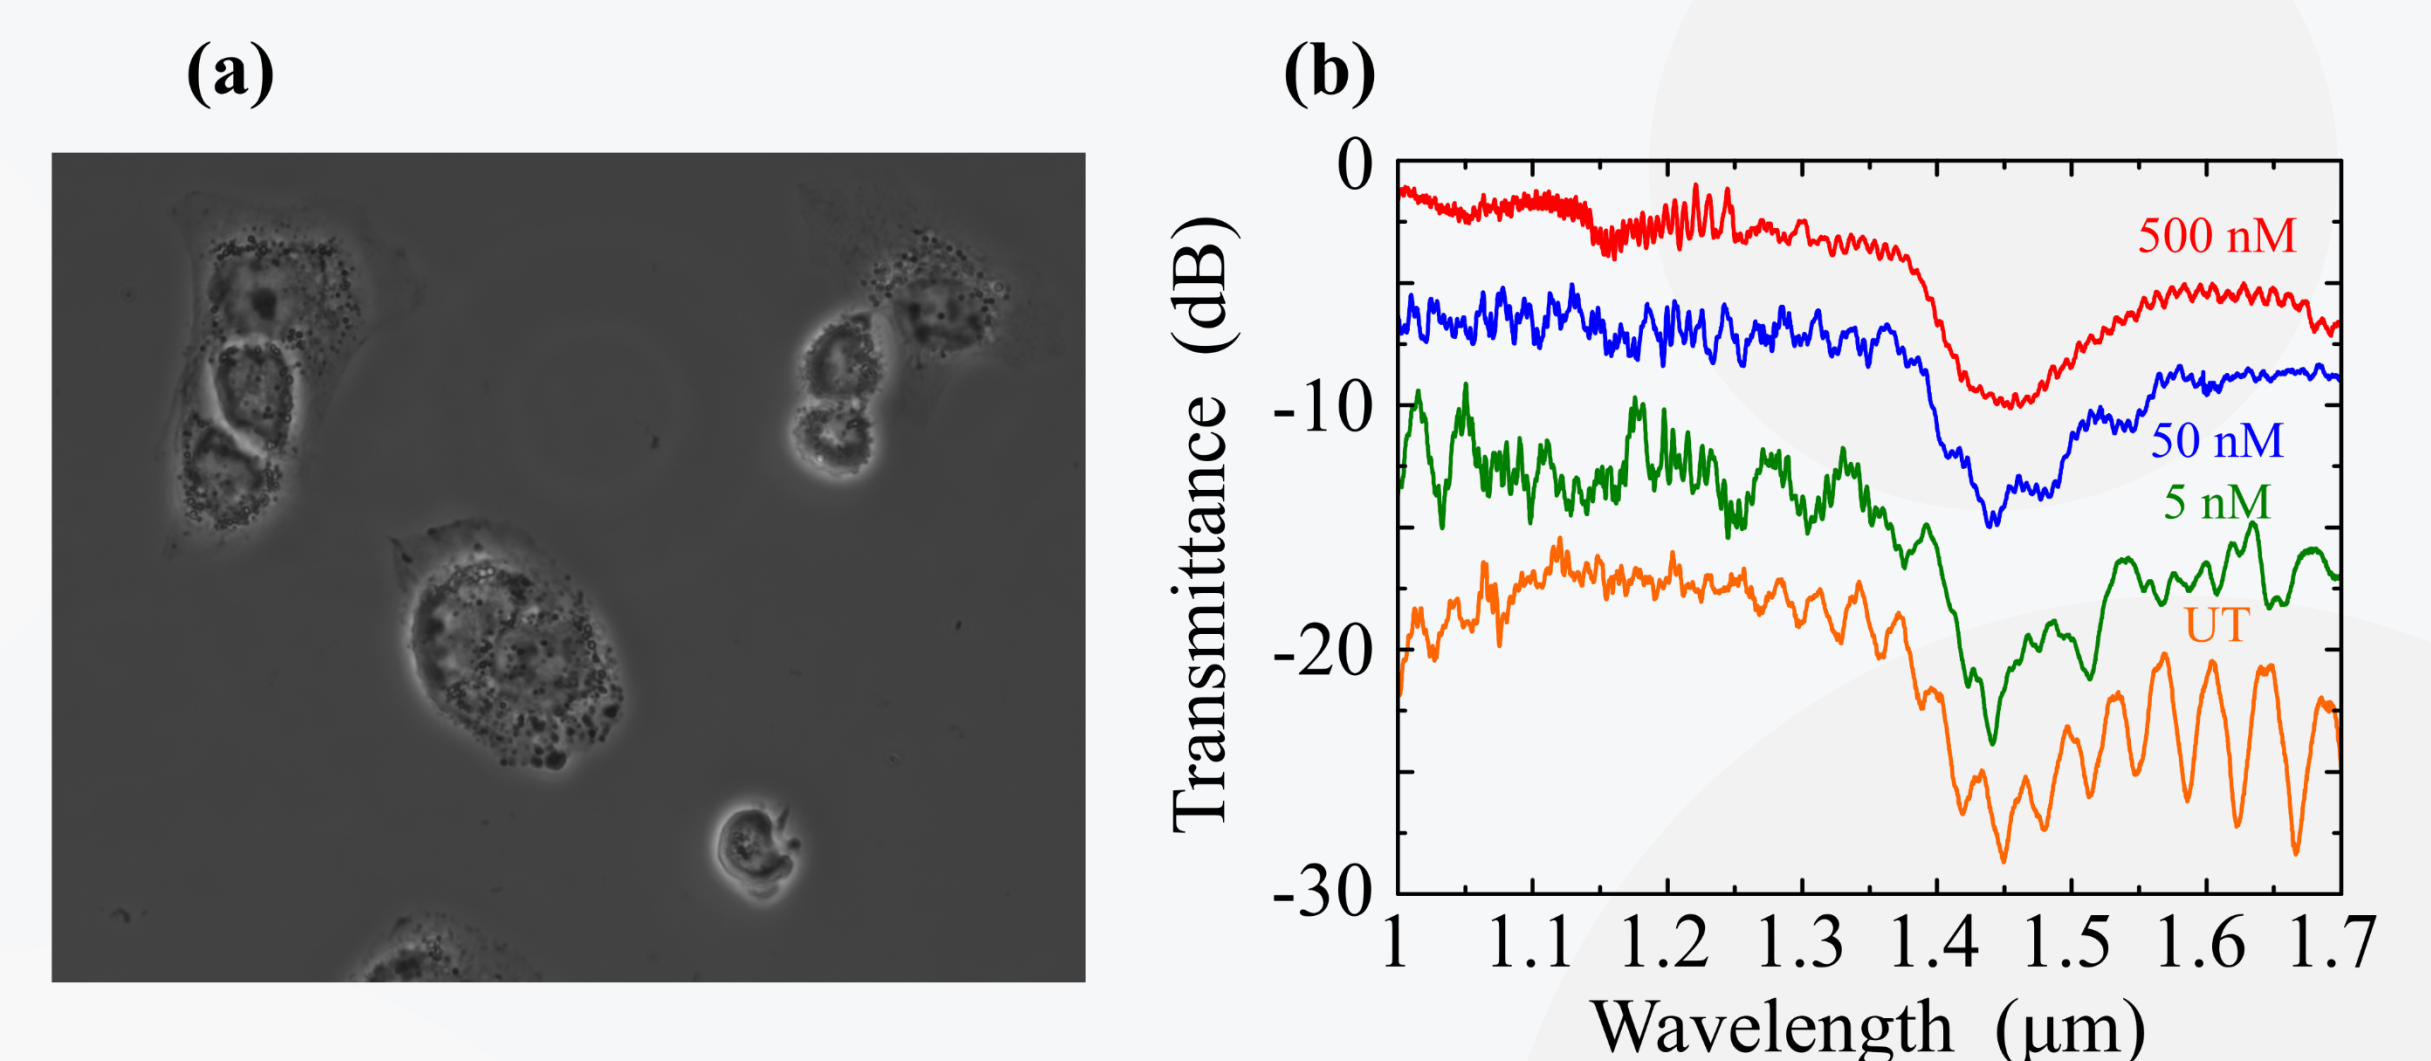 (a)
(b)
Transmittance (dB)
0
-10
-20
-30
500 nM
50 nM
5 nM
UT
1 1.1 1.2 1.3 1.4 1.5 1.6 1.7
Wavelength (μm)